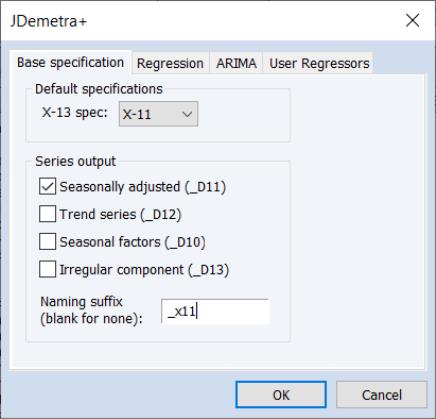 JDemetra+
Base specification Regression ARIMA User Regressors
Default specifications
X-13 spec: X-11
Series output
Seasonally adjusted (_D11)
Trend series (_D12)
Seasonal factors (_D10)
Irregular component (_D13)
Naming suffix
(blank for none): _x11
OK Cancel